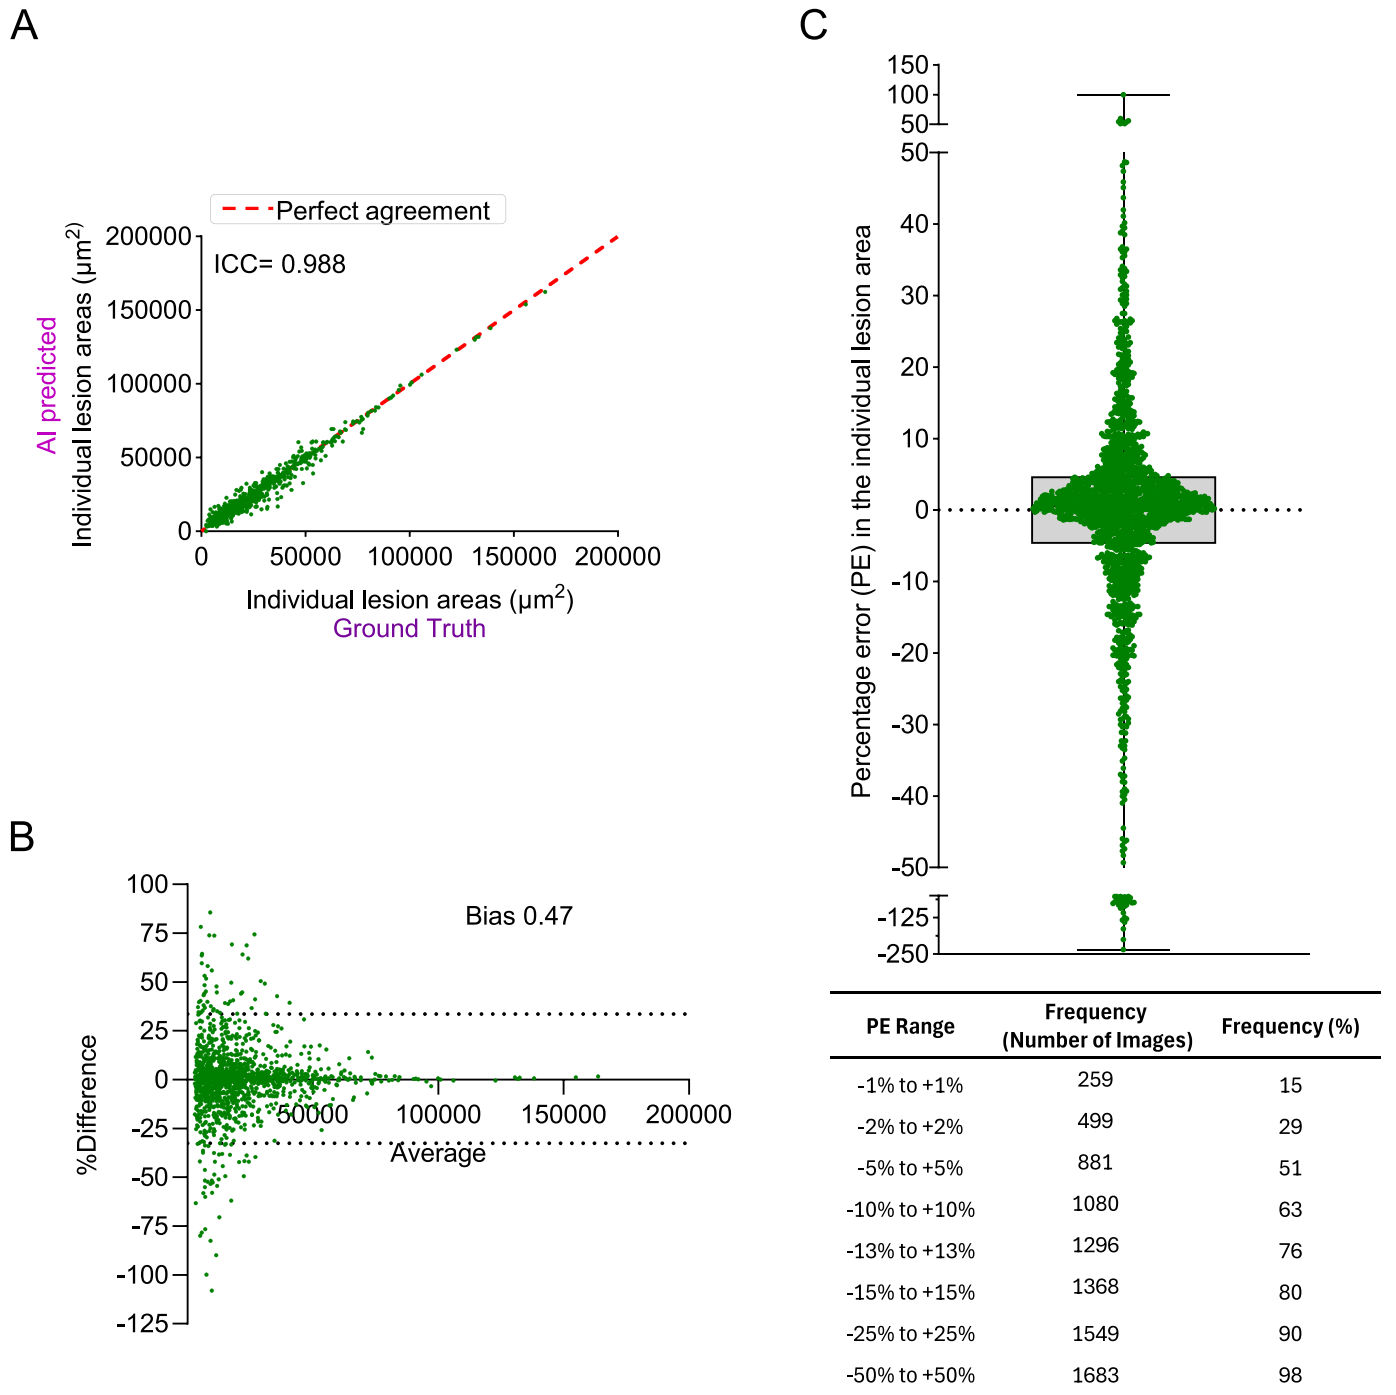 A
Perfect agreement
ICC= 0.988
200000
150000
100000
50000
0
0 50000 100000 150000 200000
AI predicted
Individual lesion areas (µm²)
Individual lesion areas (µm²)
Ground Truth
B
Bias 0.47
100
75
50
25
0
-25
-50
-75
-100
-125
%Difference
50000 100000 150000 200000
Average
C
150
100
50
50
40
30
20
10
0
-10
-20
-30
-40
-50
-125
-250
Percentage error (PE) in the individual lesion area
PE Range Frequency (Number of Images) Frequency (%)
-1% to +1% 259 15
-2% to +2% 499 29
-5% to +5% 881 51
-10% to +10% 1080 63
-13% to +13% 1296 76
-15% to +15% 1368 80
-25% to +25% 1549 90
-50% to +50% 1683 98